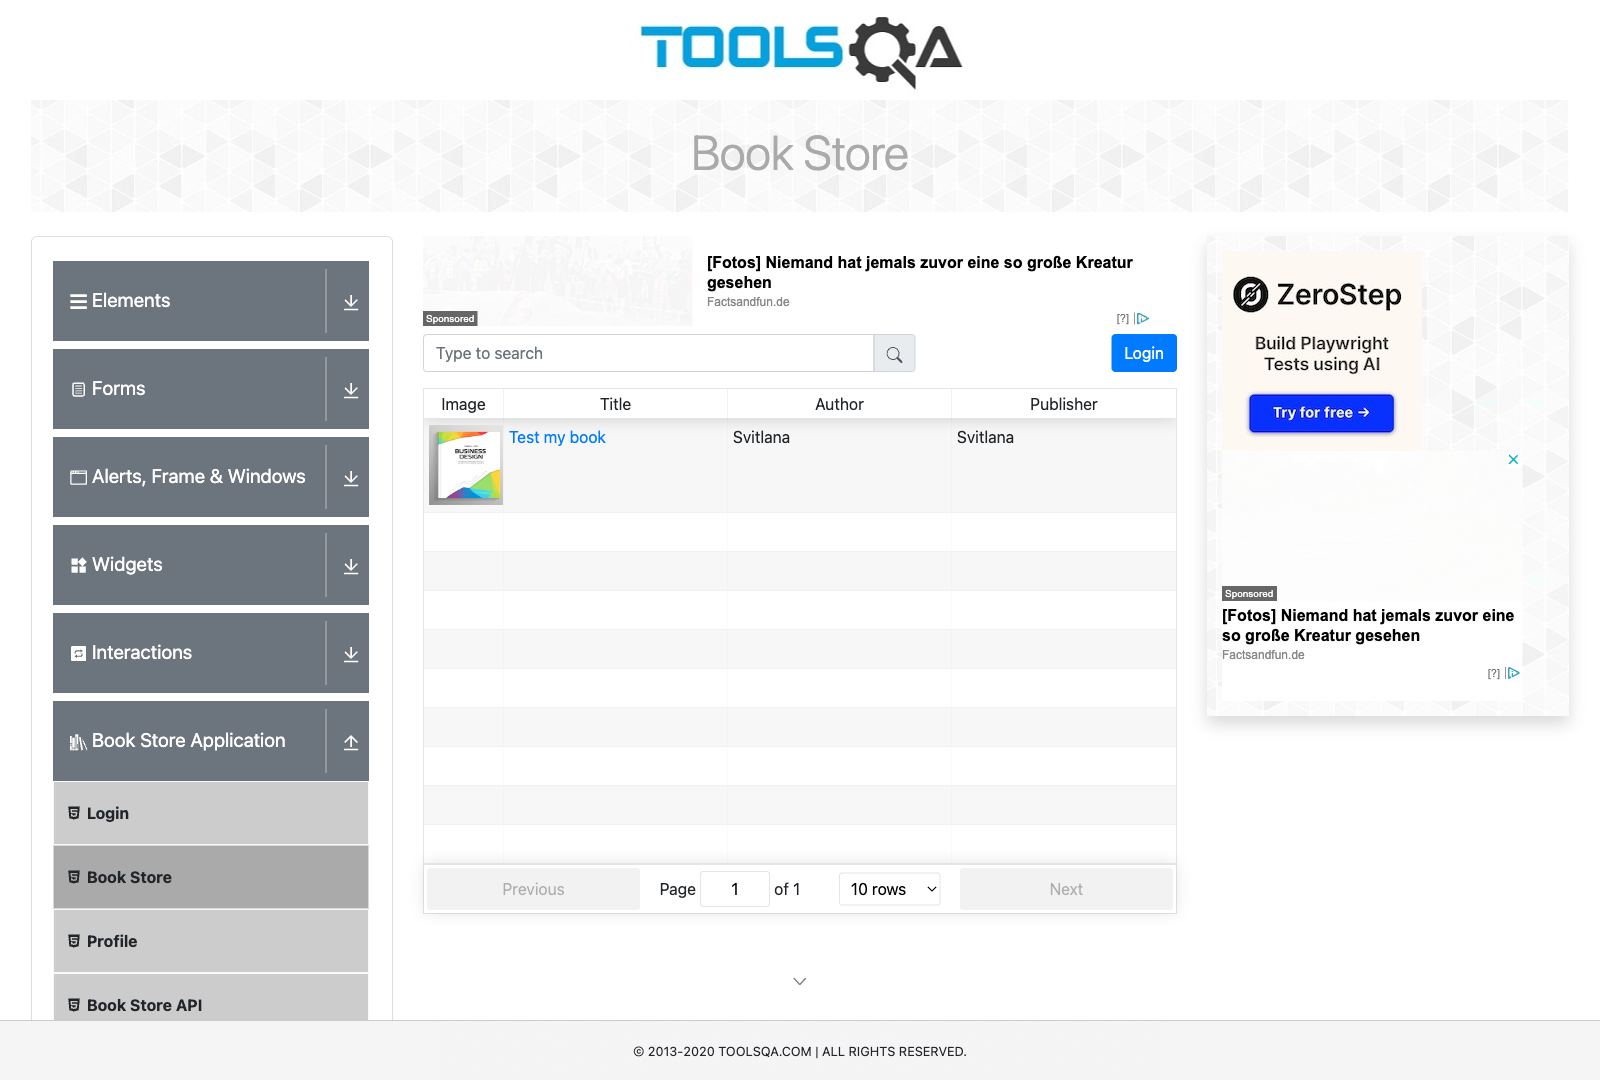 TOOLSQA
Book Store
Elements
Forms
Alerts, Frame & Windows
Widgets
Interactions
Book Store Application
Login
Book Store
Profile
Book Store API
[Fotos] Niemand hat jemals zuvor eine so große Kreatur
gesehen
Factsandfun.de
Sponsored
[?]
Type to search
Login
Image Title Author Publisher
BUSINESS
DESIGN
Test my book Svitlana Svitlana
Previous Page 1 of 1 10 rows Next
ZeroStep
Build Playwright
Tests using AI
Try for free →
Sponsored
[Fotos] Niemand hat jemals zuvor eine
so große Kreatur gesehen
Factsandfun.de
[?]
© 2013-2020 TOOLSQA.COM | ALL RIGHTS RESERVED.